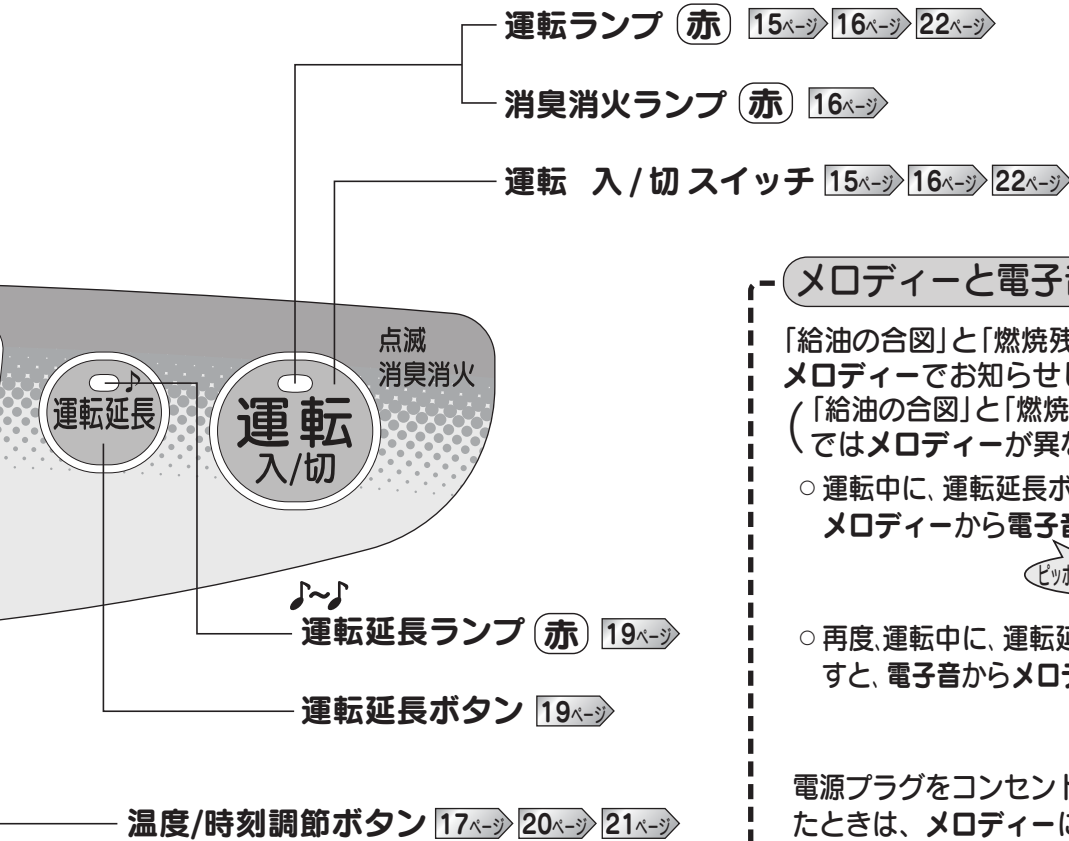 運転ランプ 赤 15ページ 16ページ 22ページ
消臭消火ランプ 赤 16ページ
運転 入/切 スイッチ 15ページ 16ページ 22ページ
点滅
消臭消火
運転延長
運転
入/切
♪~♪
運転延長ランプ 赤 19ページ
運転延長ボタン 19ページ
温度/時刻調節ボタン 17ページ 20ページ 21ページ
メロディーと電子
「給油の合図」と「燃焼残
メロディーでお知らせし
(「給油の合図」と「燃焼
ではメロディーが異な
○運転中に、運転延長ボ
メロディーから電子音
ピッポ
○再度、運転中に、運転延
すと、電子音からメロデ
電源プラグをコンセント
たときは、メロディーに